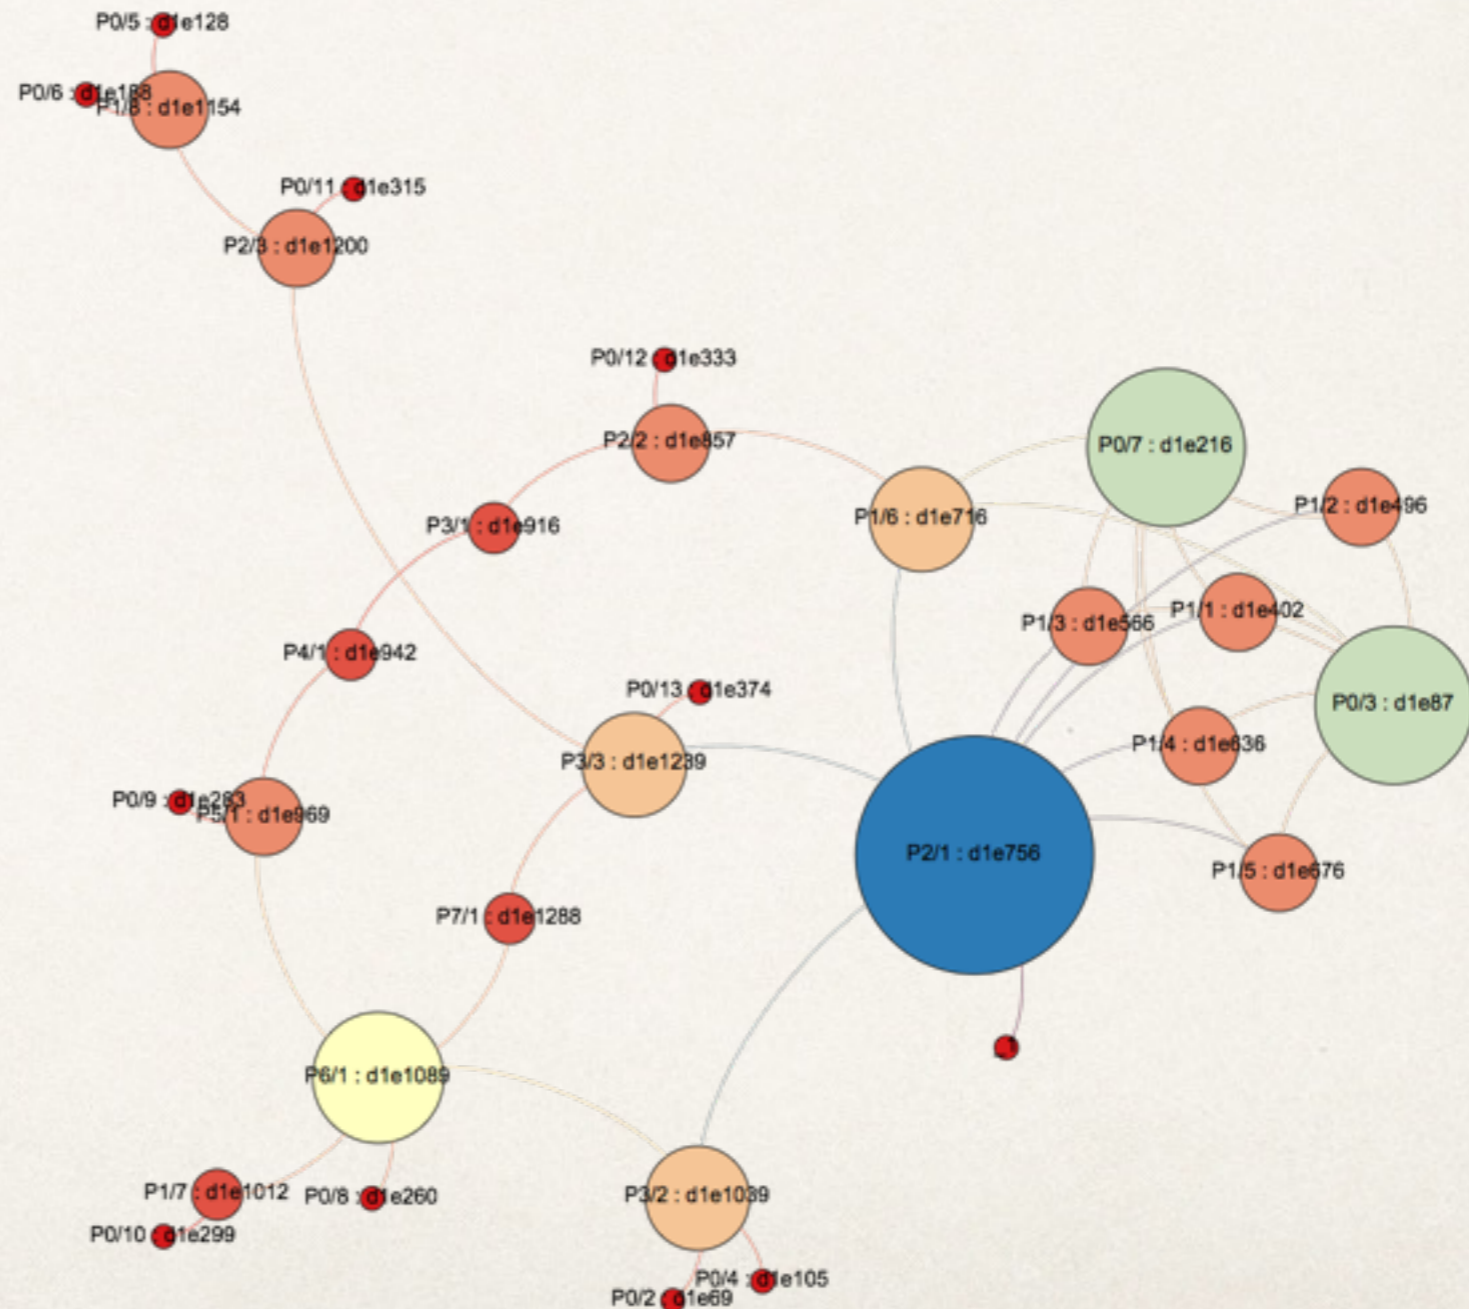 P0/5 : d1e128
P0/6 : d1e188
P1/8 : d1e1154
P0/11 : d1e315
P2/3 : d1e1200
P0/12 : d1e333
P2/2 : d1e857
P0/7 : d1e216
P1/2 : d1e496
P1/6 : d1e716
P3/1 : d1e916
P1/1 : d1e402
P1/3 : d1e566
P4/1 : d1e942
P0/13 : d1e374
P0/3 : d1e87
P1/4 : d1e636
P3/3 : d1e1239
P0/9 : d1e283
P5/1 : d1e969
P2/1 : d1e756
P1/5 : d1e676
P7/1 : d1e1288
P6/1 : d1e1089
P1/7 : d1e1012
P0/8 : d1e260
P3/2 : d1e1039
P0/10 : d1e299
P0/4 : d1e105
P0/2 : d1e69